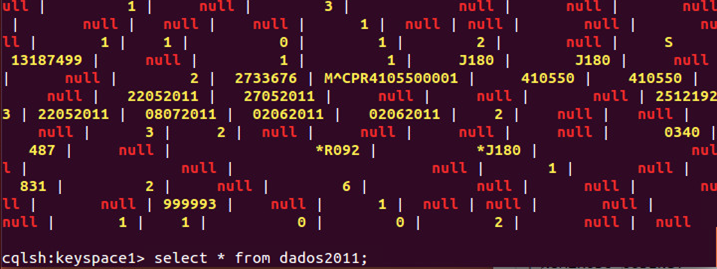 ull |           1 |       null |         3 |                null |       null |       null
 |       null |      null |      null |         1 |      null | null |       null |      nu
ll |         1 |      1 |            0 |           1 |         2 |          null |       S
 13187499 |      null |           1 |           1 |       J180 |          J180 |       nul
|       null |        2 |  2733676 | M^CPR4105500001 |     410550 |    410550 |
      null |     22052011 |   27052011 |      null |     null |         null | 2512192
3 | 22052011 |  08072011 |  02062011 |   02062011 |     2 |       null |   null |
     null |       3 |      2 |  null |     null |      null |      null |       0340
   487 |      null |                 *R092 |            *J180 |                   nul
l |                  null |                                  1 |       null |
  831 |           2 |      null |          6 |               null |       null |       nu
ll |       null | 999993 |     null |        1 |      null | null |       null |
null |         1 |      1 |            0 |         0 |           2 |       null |  null
cqlsh:keyspace1> select * from dados2011;